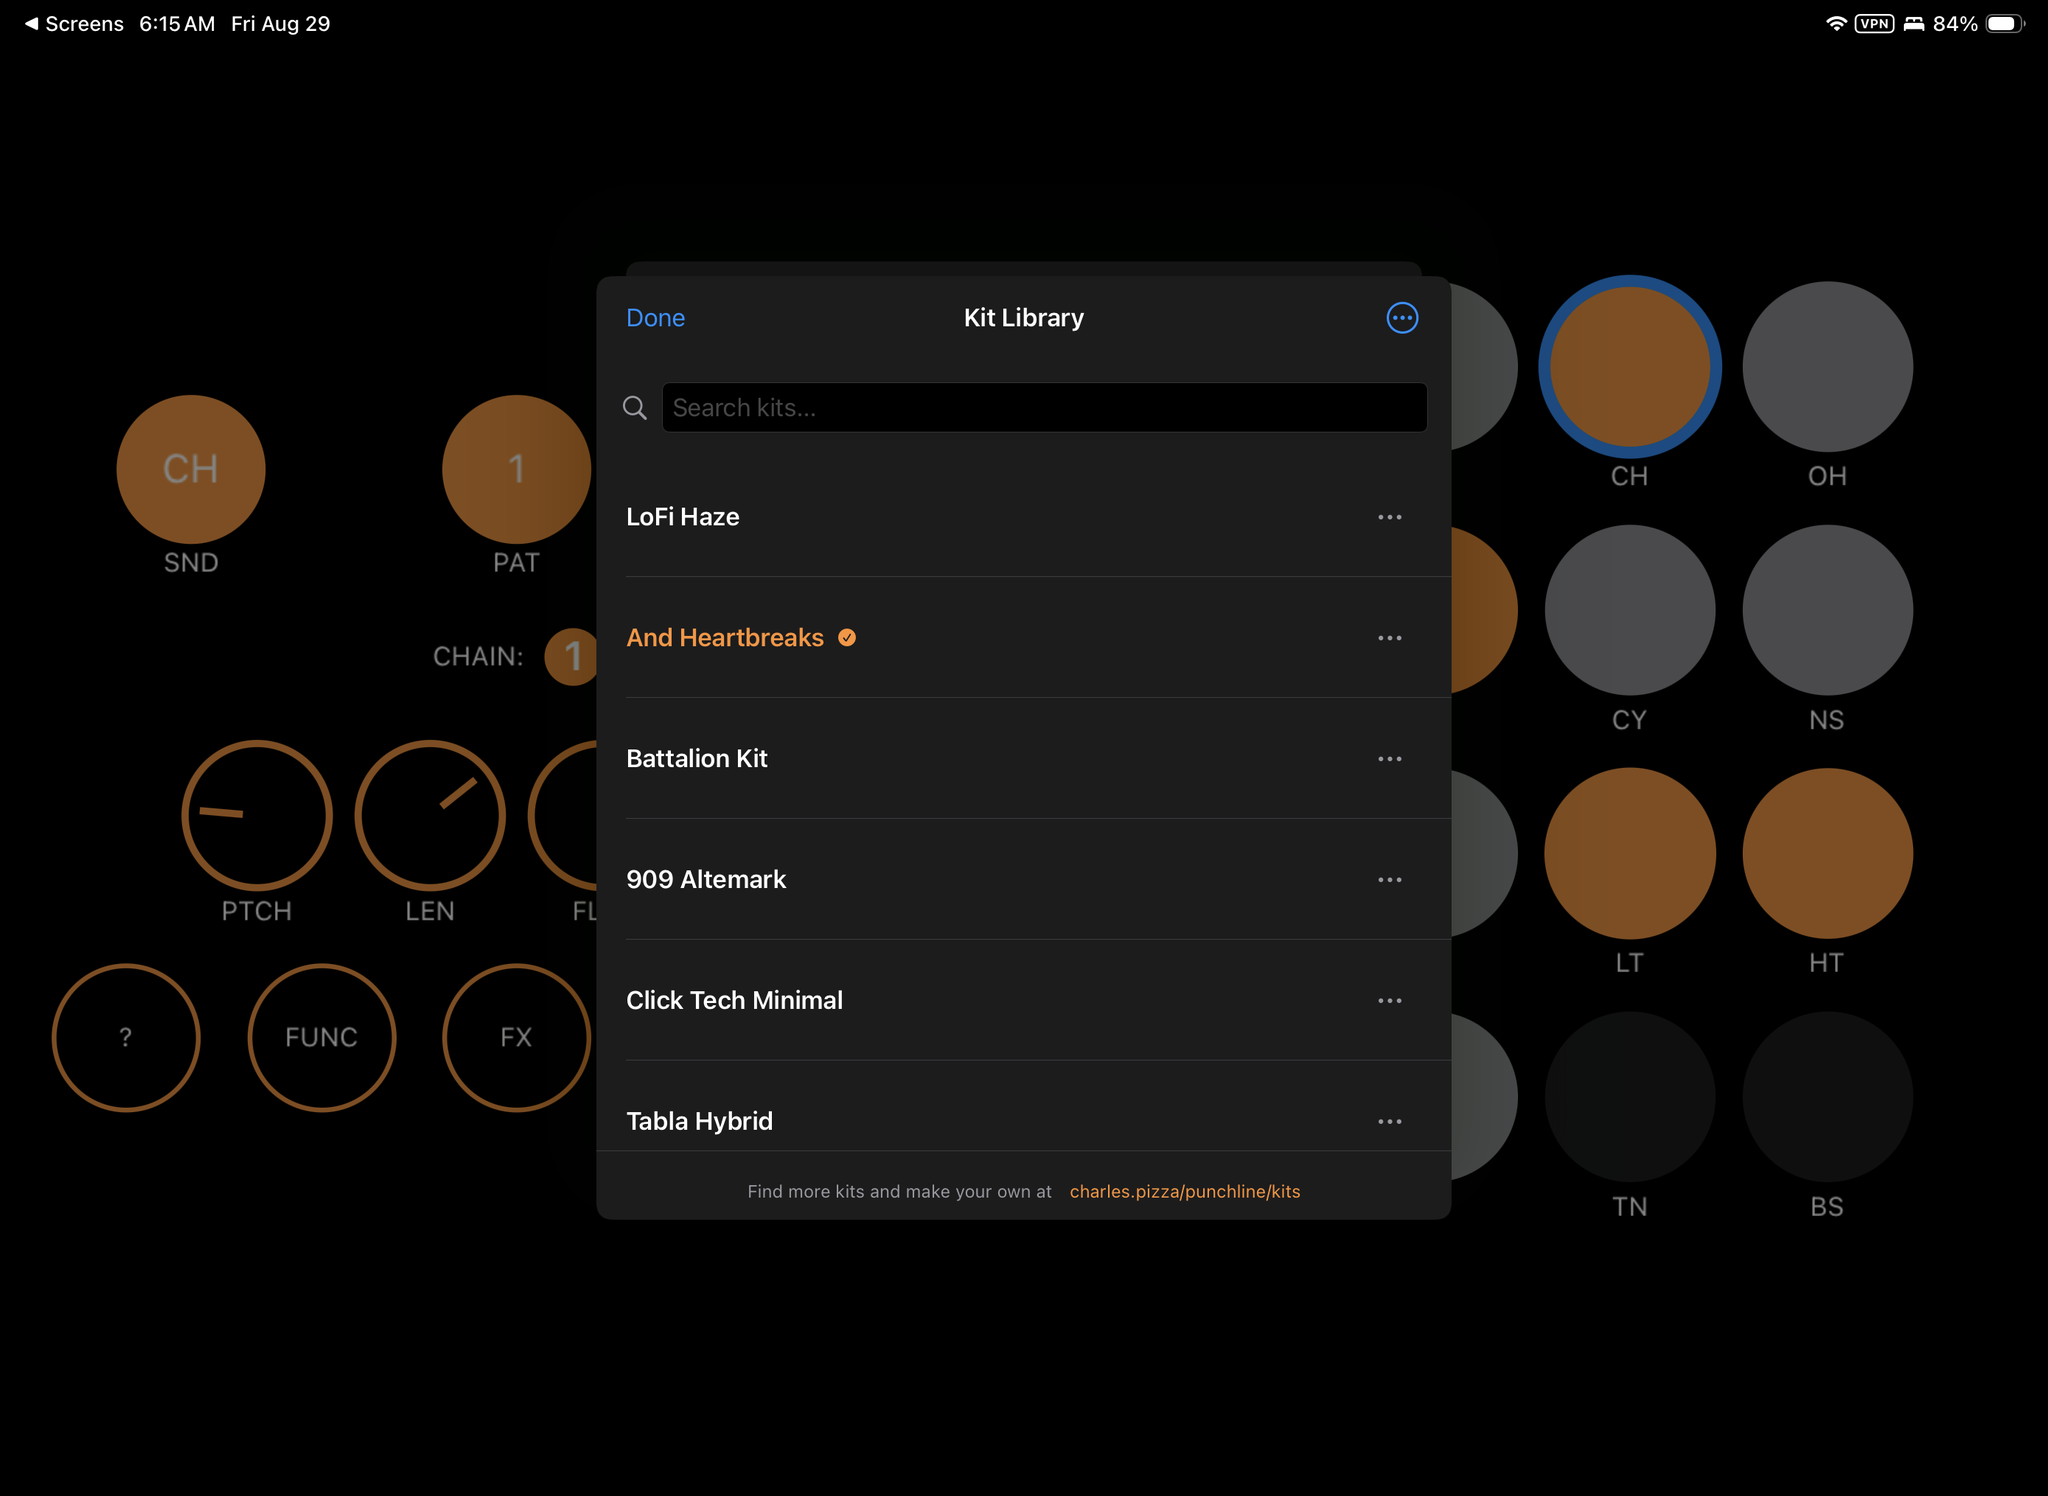 Screens 6:15 AM Fri Aug 29
VPN 84%
Done Kit Library
Search kits...
LoFi Haze
And Heartbreaks
Battalion Kit
909 Altemark
Click Tech Minimal
Tabla Hybrid
Find more kits and make your own at charles.pizza/punchline/kits
CH
SND
1
PAT
CHAIN: 1
PTCH
LEN
FL
?
FUNC
FX
CH
OH
CY
NS
LT
HT
TN
BS